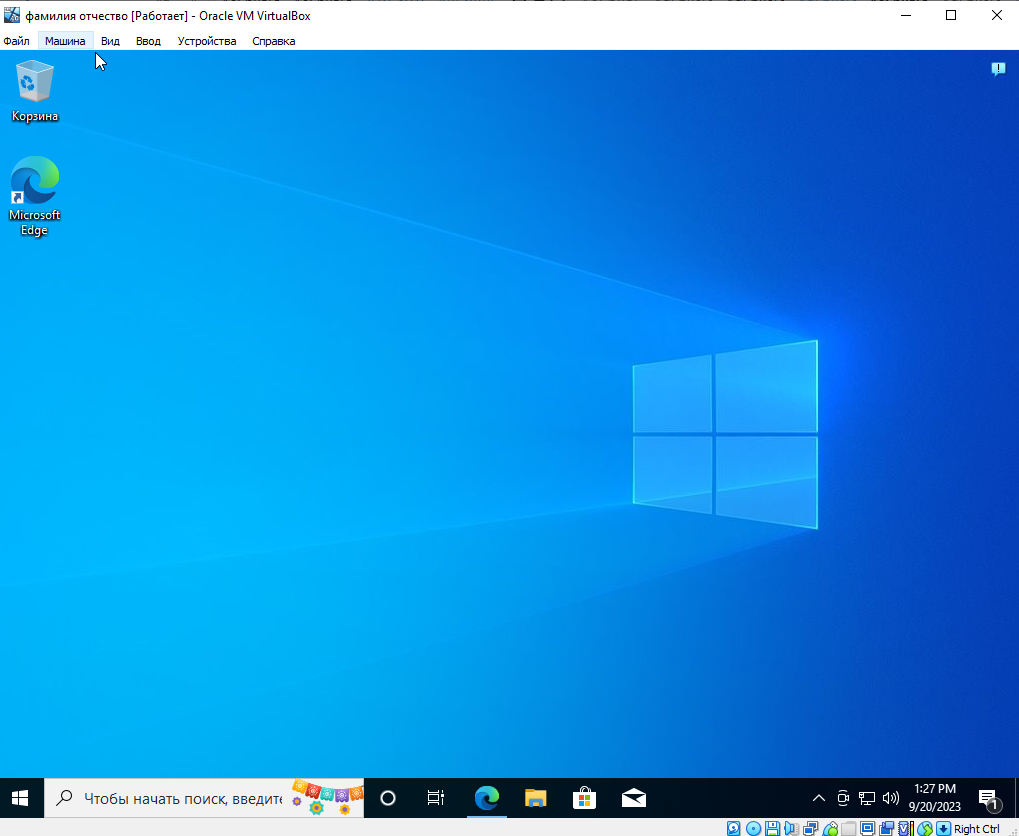 фамилия отчество [Работает] - Oracle VM VirtualBox
Файл Машина Вид Ввод Устройства Справка
Корзина
Microsoft
Edge
Чтобы начать поиск, введите
1:27 PM
9/20/2023
1
Right Ctrl